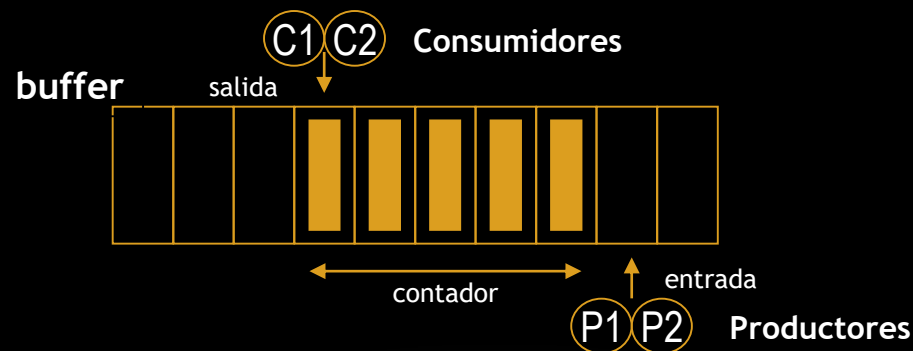 C1 C2 Consumidores
buffer
salida
contador
entrada
P1 P2 Productores